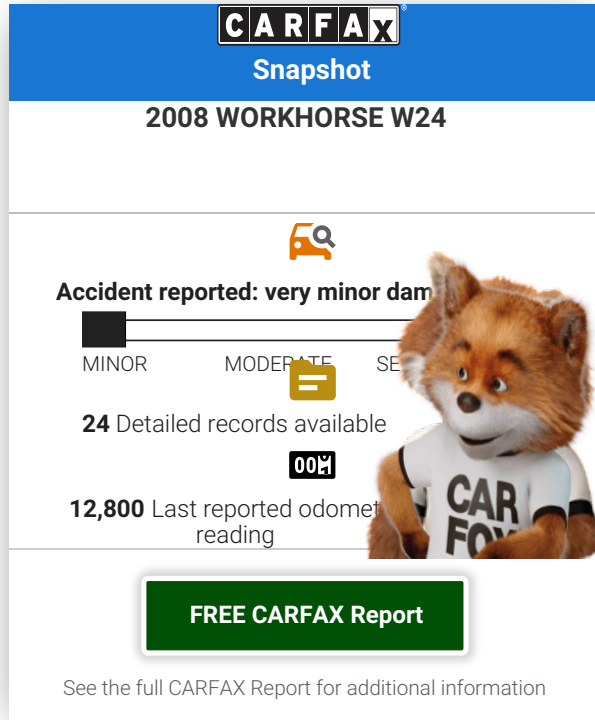 CARFAX
Snapshot
2008 WORKHORSE W24
Accident reported: very minor dam
MINOR MODERATE SE
24 Detailed records available
12,800 Last reported odomet
reading
CAR
FOX
FREE CARFAX Report
See the full CARFAX Report for additional information